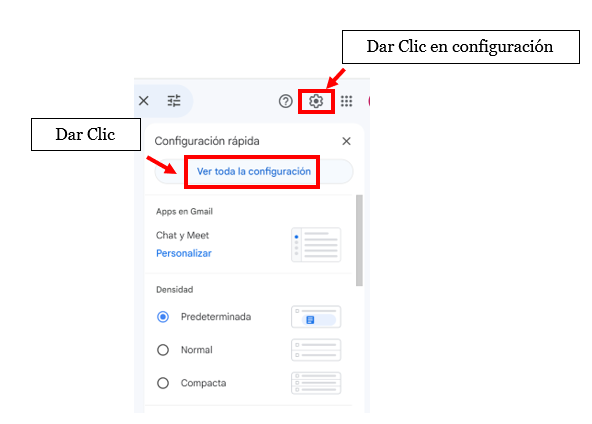 Dar Clic en configuración
Dar Clic
Configuración rápida
Ver toda la configuración
Apps en Gmail
Chat y Meet
Personalizar
Densidad
Predeterminada
Normal
Compacta